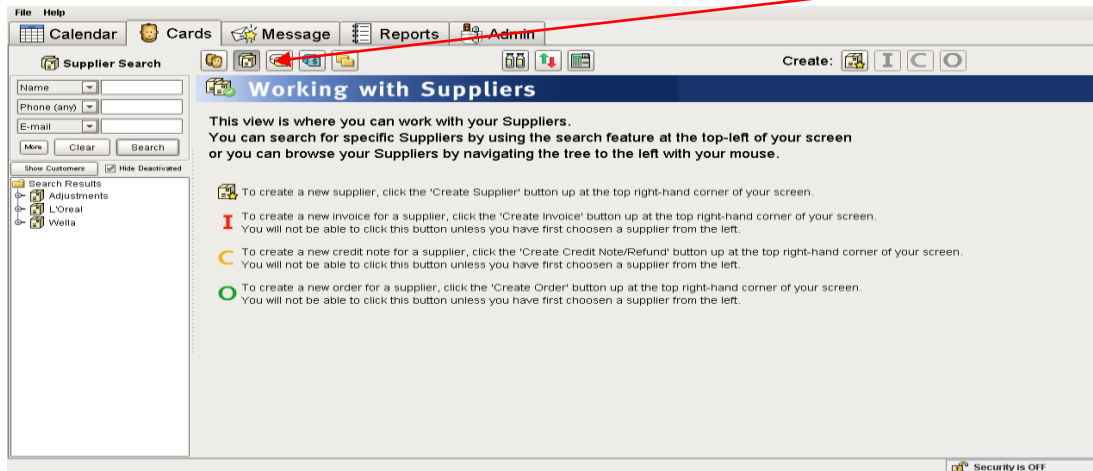 File Help
Calendar Cards Message Reports Admin
Supplier Search
Create: I C O
Name
Working with Suppliers
Phone (any)
E-mail
More Clear Search
Show Customers Hide Deactivated
Search Results
Adjustments
L'Oreal
Wella
This view is where you can work with your Suppliers.
You can search for specific Suppliers by using the search feature at the top-left of your screen
or you can browse your Suppliers by navigating the tree to the left with your mouse.
To create a new supplier, click the 'Create Supplier' button up at the top right-hand corner of your screen.
I To create a new invoice for a supplier, click the 'Create Invoice' button up at the top right-hand corner of your screen.
You will not be able to click this button unless you have first choosen a supplier from the left.
C To create a new credit note for a supplier, click the 'Create Credit Note/Refund' button up at the top right-hand corner of your screen.
You will not be able to click this button unless you have first choosen a supplier from the left.
O To create a new order for a supplier, click the 'Create Order' button up at the top right-hand corner of your screen.
You will not be able to click this button unless you have first choosen a supplier from the left.
Security is OFF